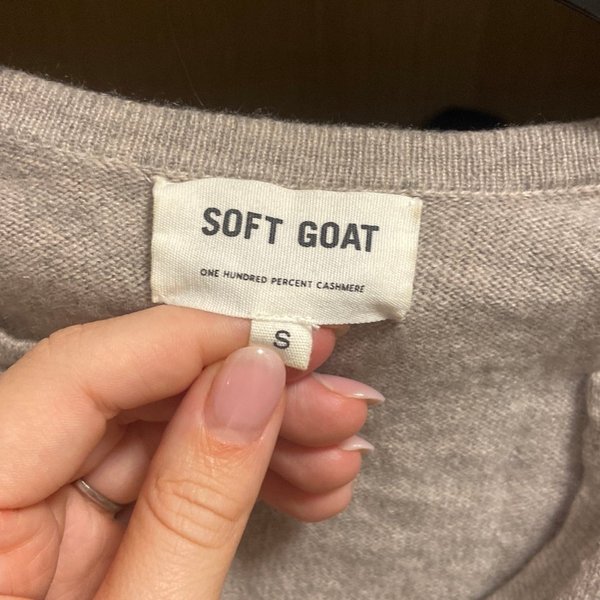 SOFT GOAT
ONE HUNDRED PERCENT CASHMERE
S